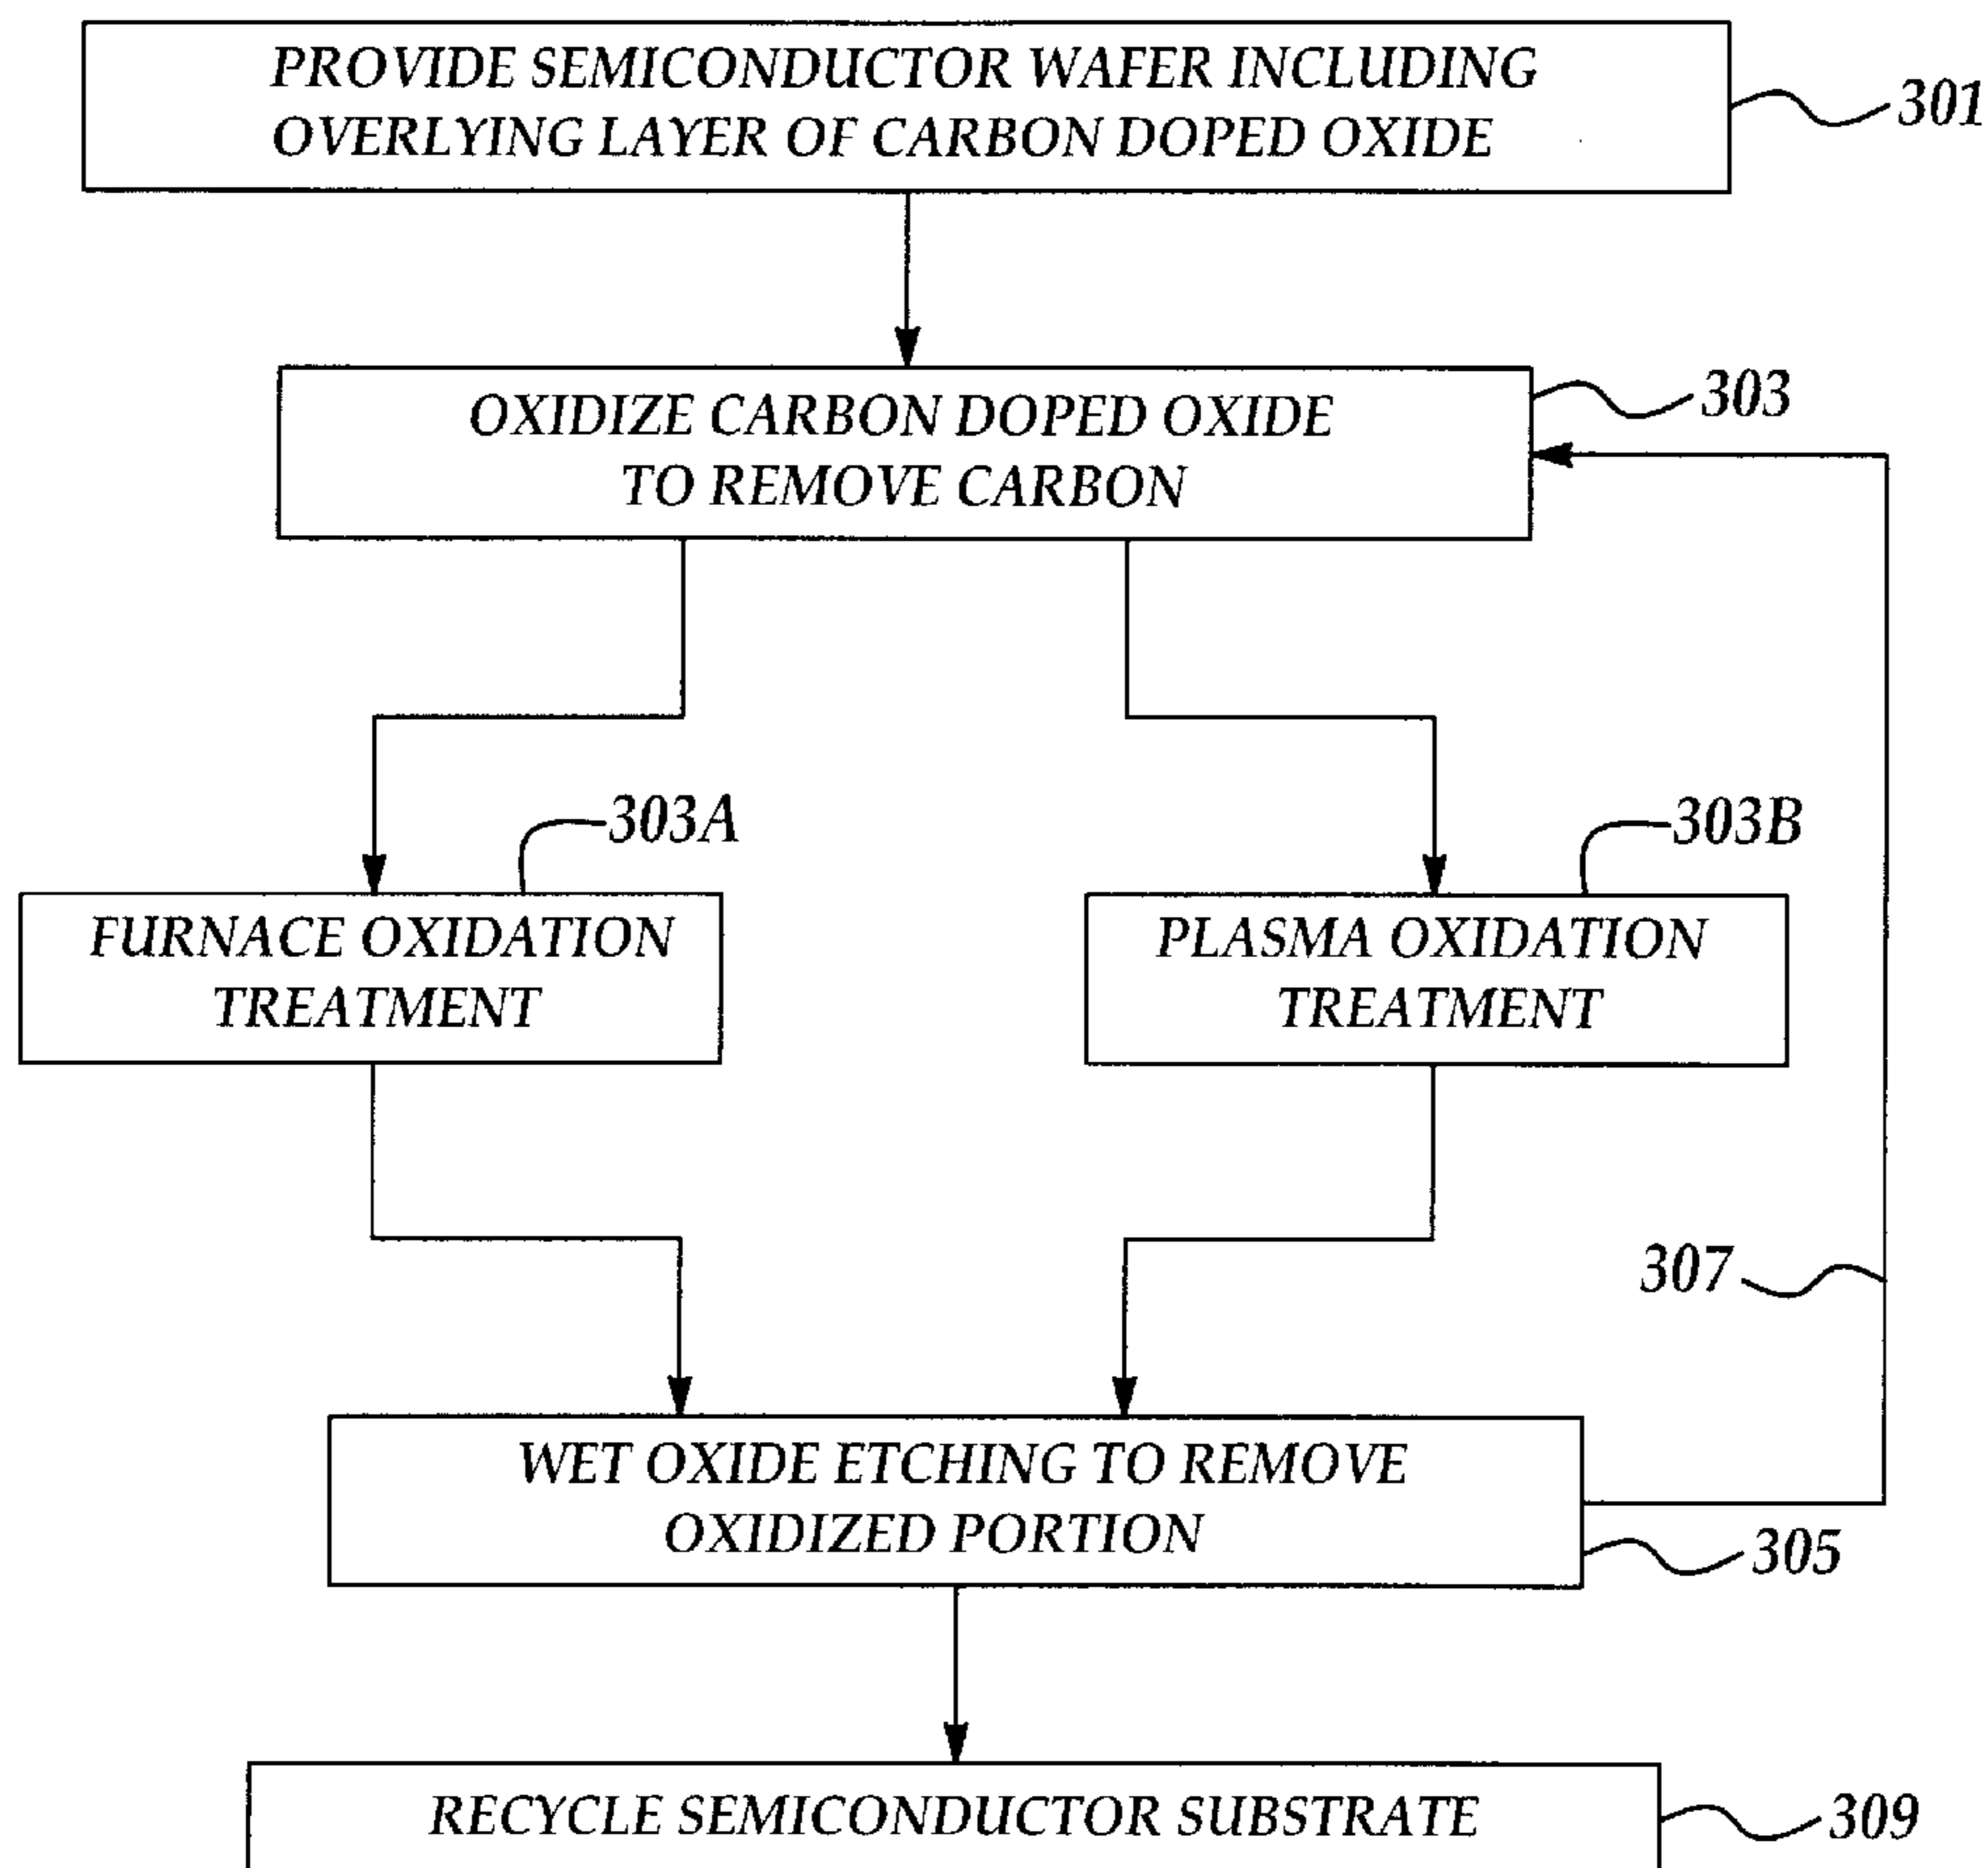 PROVIDE SEMICONDUCTOR WAFER INCLUDING
OVERLYING LAYER OF CARBON DOPED OXIDE
301
303
OXIDIZE CARBON DOPED OXIDE
TO REMOVE CARBON
303A
303B
FURNACE OXIDATION
TREATMENT
PLASMA OXIDATION
TREATMENT
307
WET OXIDE ETCHING TO REMOVE
OXIDIZED PORTION
305
RECYCLE SEMICONDUCTOR SUBSTRATE
309